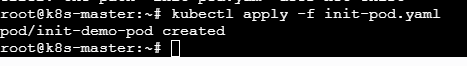 root@k8s-master:~# kubectl apply -f init-pod.yaml
pod/init-demo-pod created
root@k8s-master:~#